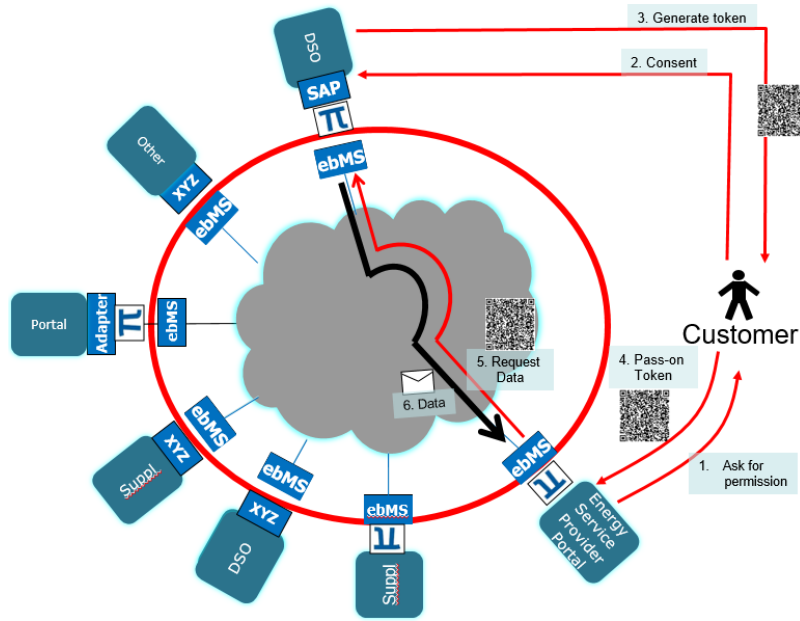 DSO
SAP
π
ebMS
3. Generate token
2. Consent
Other
XYZ
ebMS
Portal
Adapter
π
ebMS
Customer
5. Request
Data
4. Pass-on
Token
6. Data
1. Ask for
permission
ebMS
XYZ
Suppl
ebMS
XYZ
DSO
ebMS
π
Suppl
ebMS
π
Energy
Service
Provider
Portal